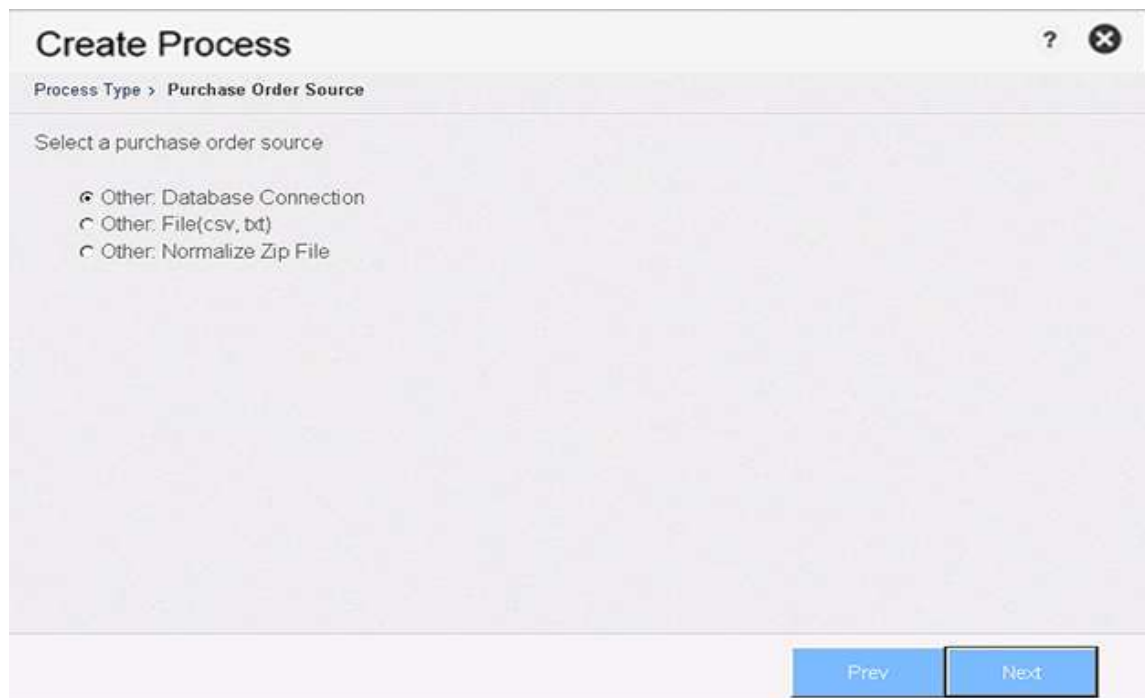 Create Process ?
Process Type > Purchase Order Source
Select a purchase order source
Other: Database Connection
Other: File(csv, txt)
Other: Normalize Zip File
Prev Next